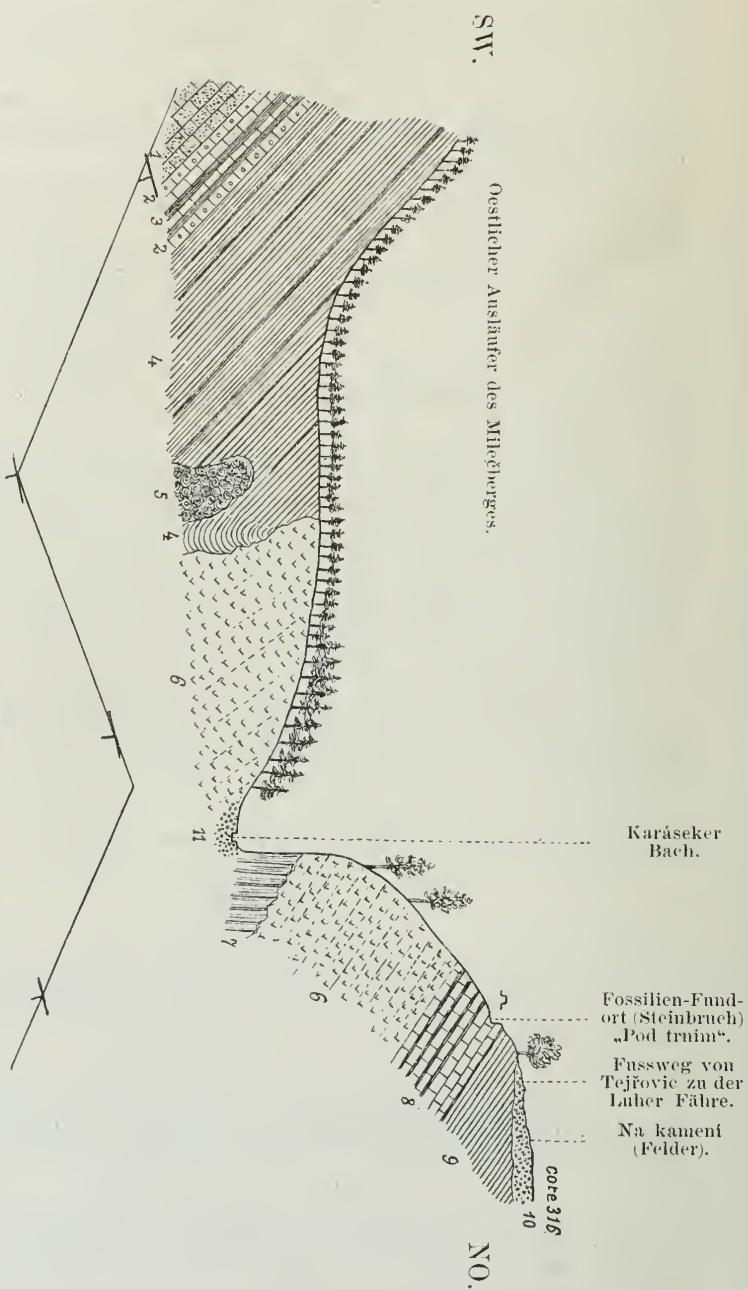 SW.
Oestlicher Ausläufer des Milečberges.
Karáseker
Bach.
Fossilien-Fund-
ort (Steinbruch)
„Pod trním“.
Fussweg von
Tejřovic zu der
Luher Fähre.
Na kamení
(Felder).
cote 316
NO.
1
2
3
2
4
5
4
6
11
7
6
8
9
10